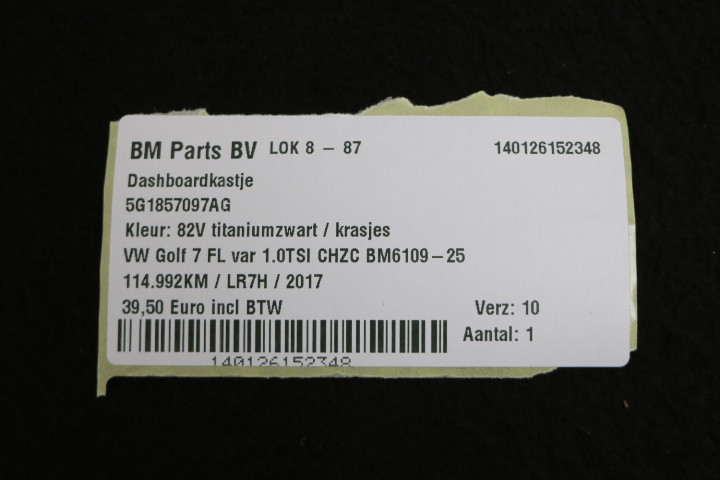 BM Parts BV LOK 8 – 87 140126152348
Dashboardkastje
5G1857097AG
Kleur: 82V titaniumzwart / krasjes
VW Golf 7 FL var 1.0TSI CHZC BM6109–25
114.992KM / LR7H / 2017
39,50 Euro incl BTW Verz: 10
Aantal: 1
140126152348